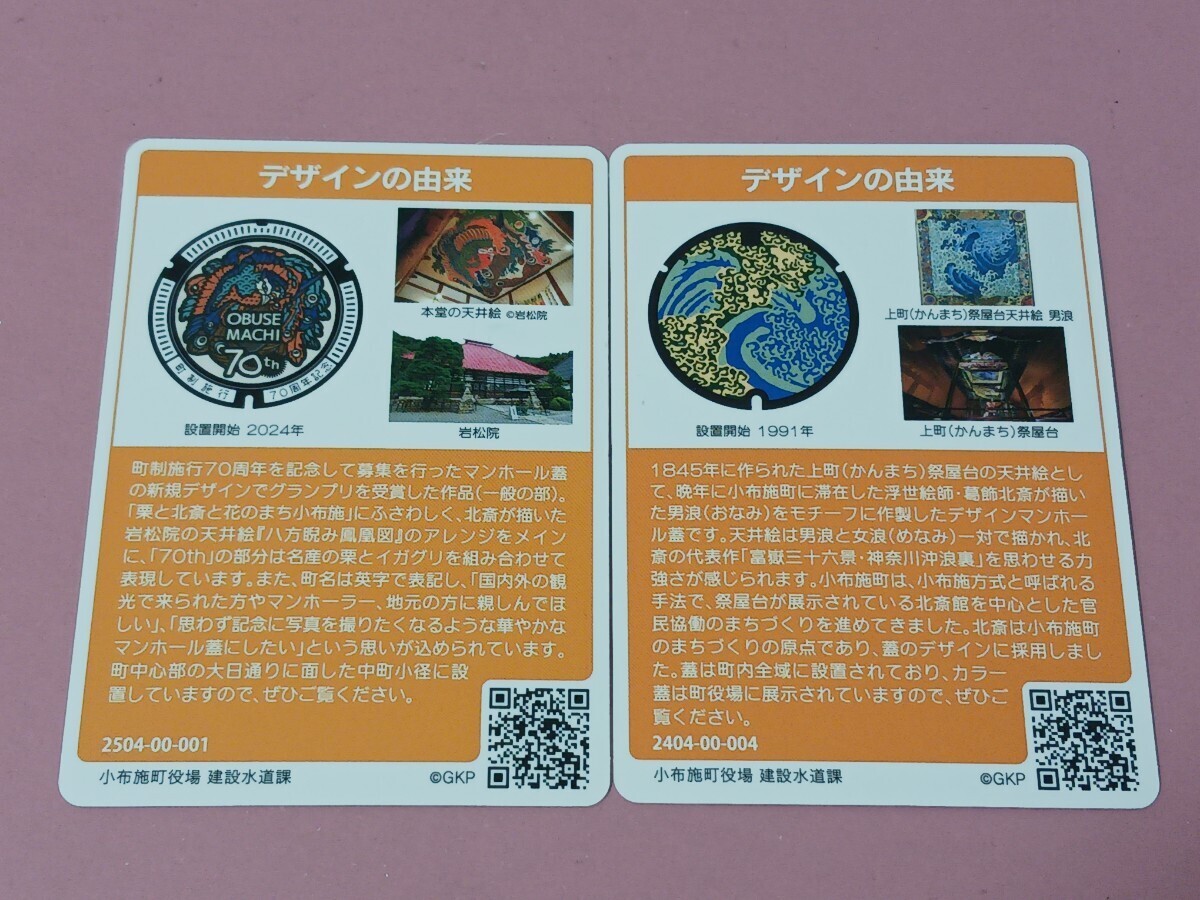 デザインの由来
OBUSE
MACHI
70th
町制施行
70周年記念
本堂の天井絵 ©岩松院
岩松院
設置開始 2024年
町制施行70周年を記念して募集を行ったマンホール蓋
の新規デザインでグランプリを受賞した作品(一般の部)。
「栗と北斎と花のまち小布施」にふさわしく、北斎が描いた
岩松院の天井絵『八方睨み鳳凰図』のアレンジをメイン
に、「70th」の部分は名産の栗とイガグリを組み合わせて
表現しています。また、町名は英字で表記し、「国内外の観
光で来られた方やマンホーラー、地元の方に親しんでほ
しい」、「思わず記念に写真を撮りたくなるような華やかな
マンホール蓋にしたい」という思いが込められています。
町中心部の大日通りに面した中町小径に設
置していますので、ぜひご覧ください。
2504-00-001
小布施町役場 建設水道課
©GKP
デザインの由来
上町(かんまち)祭屋台天井絵 男浪
上町(かんまち)祭屋台
設置開始 1991年
1845年に作られた上町(かんまち)祭屋台の天井絵とし
て、晩年に小布施町に滞在した浮世絵師・葛飾北斎が描い
た男浪(おなみ)をモチーフに作製したデザインマンホー
ル蓋です。天井絵は男浪と女浪(めなみ)一対で描かれ、北
斎の代表作「富嶽三十六景・神奈川沖浪裏」を思わせる力
強さが感じられます。小布施町は、小布施方式と呼ばれる
手法で、祭屋台が展示されている北斎館を中心とした官
民協働のまちづくりを進めてきました。北斎は小布施町
のまちづくりの原点であり、蓋のデザインに採用しまし
た。蓋は町内全域に設置されており、カラー
蓋は町役場に展示されていますので、ぜひご
覧ください。
2404-00-004
小布施町役場 建設水道課
©GKP